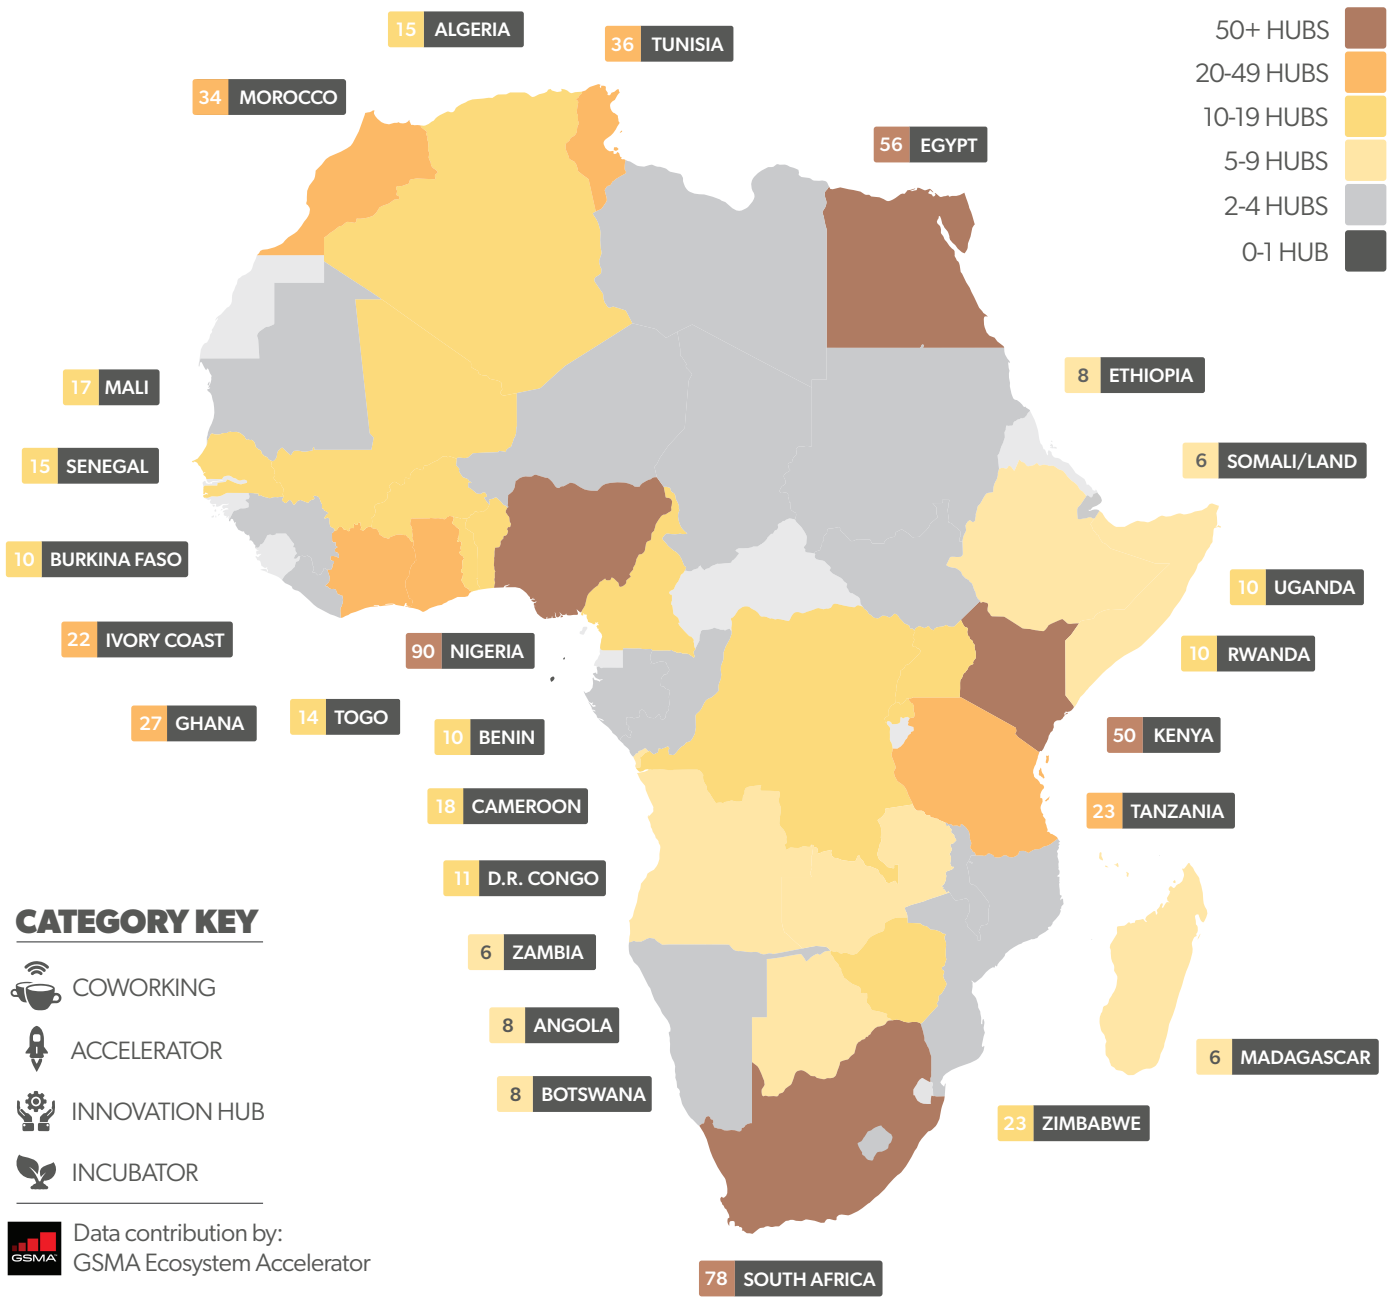 15 ALGERIA
36 TUNISIA
50+ HUBS
20-49 HUBS
10-19 HUBS
5-9 HUBS
2-4 HUBS
0-1 HUB
34 MOROCCO
56 EGYPT
17 MALI
8 ETHIOPIA
15 SENEGAL
6 SOMALI/LAND
10 BURKINA FASO
10 UGANDA
22 IVORY COAST
90 NIGERIA
10 RWANDA
27 GHANA
14 TOGO
10 BENIN
50 KENYA
18 CAMEROON
23 TANZANIA
11 D.R. CONGO
6 ZAMBIA
8 ANGOLA
8 BOTSWANA
6 MADAGASCAR
23 ZIMBABWE
78 SOUTH AFRICA
CATEGORY KEY
COWORKING
ACCELERATOR
INNOVATION HUB
INCUBATOR
GSMA
Data contribution by:
GSMA Ecosystem Accelerator